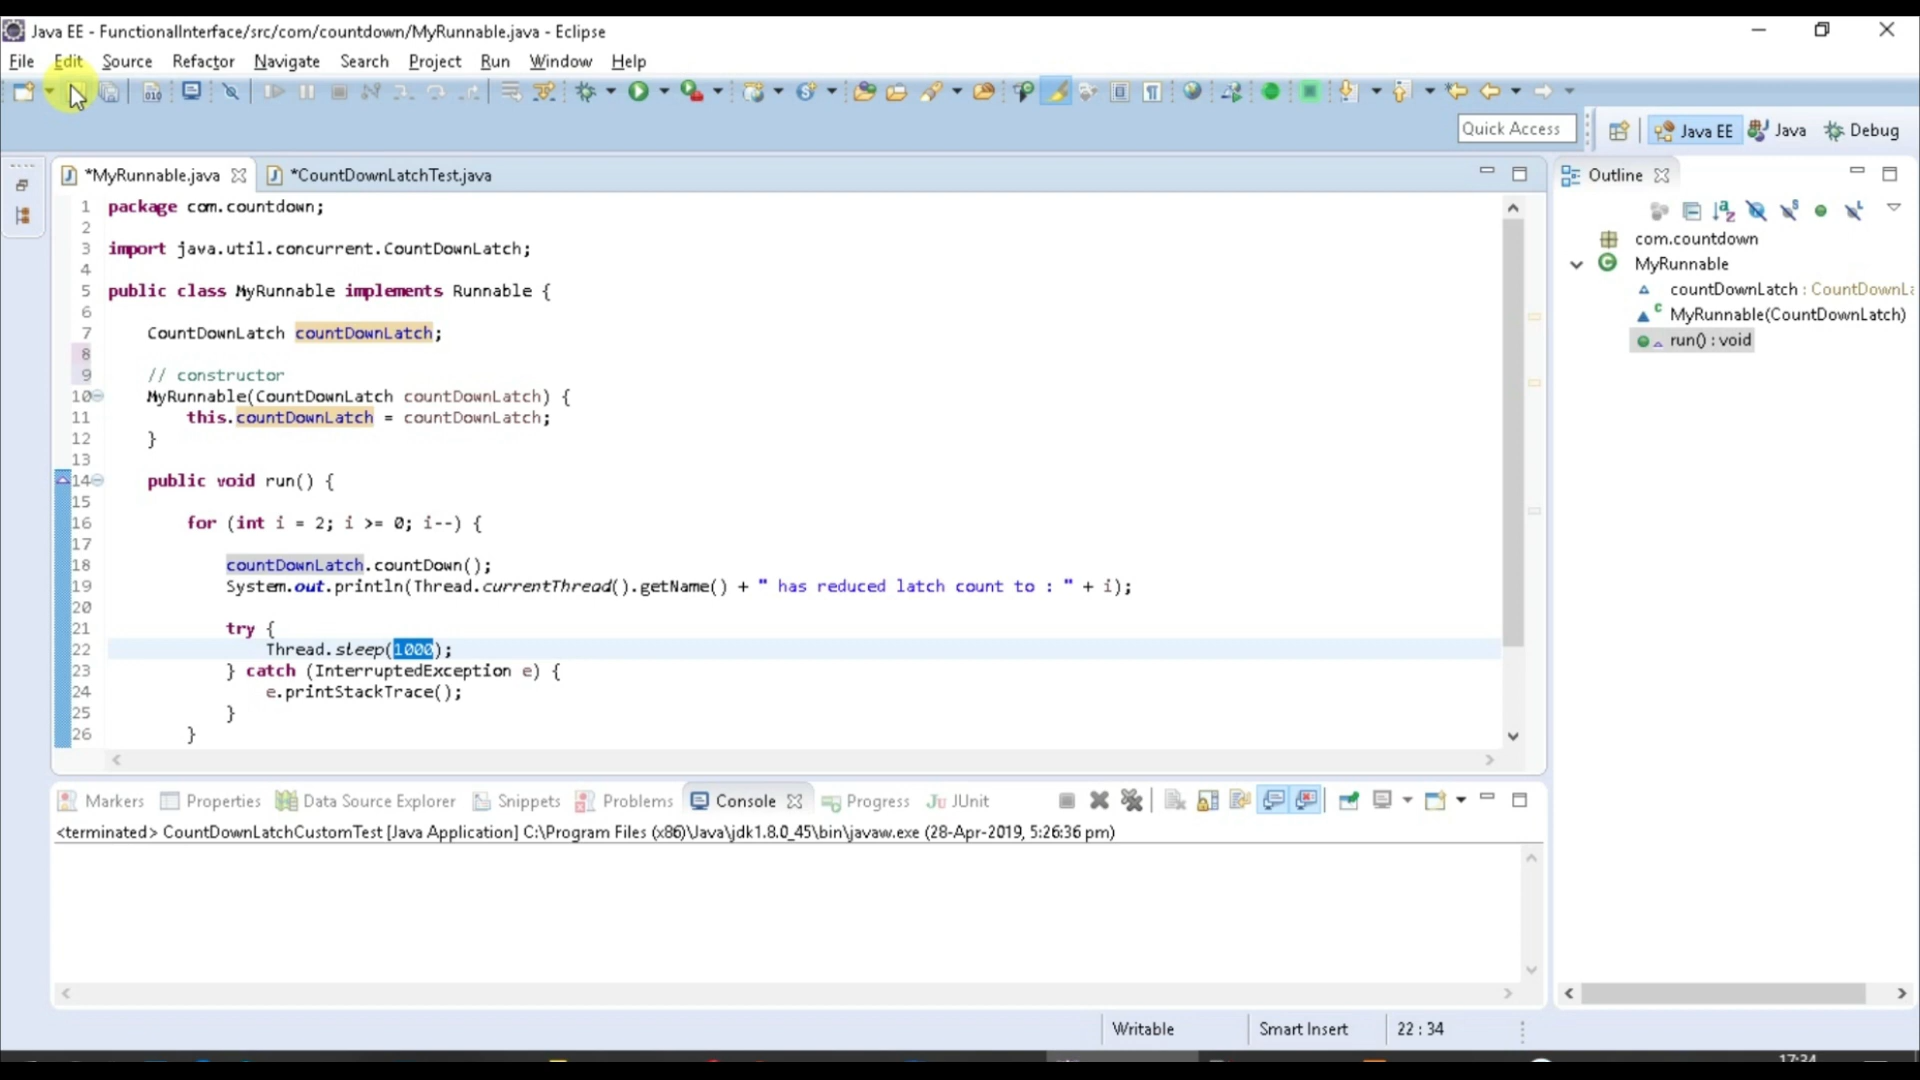 Java EE - FunctionalInterface/src/com/countdown/MyRunnable.java - Eclipse
File Edit Source Refactor Navigate Search Project Run Window Help
Quick Access
Java EE
Java
Debug
*MyRunnable.java
*CountDownLatchTest.java
1 package com.countdown;
2
3 import java.util.concurrent.CountDownLatch;
4
5 public class MyRunnable implements Runnable {
6
7 CountDownLatch countDownLatch;
8
9 // constructor
10 MyRunnable(CountDownLatch countDownLatch) {
11 this.countDownLatch = countDownLatch;
12 }
13
14 public void run() {
15
16 for (int i = 2; i >= 0; i--) {
17
18 countDownLatch.countDown();
19 System.out.println(Thread.currentThread().getName() + " has reduced latch count to : " + i);
20
21 try {
22 Thread.sleep(1000);
23 } catch (InterruptedException e) {
24 e.printStackTrace();
25 }
26 }
Outline
com.countdown
MyRunnable
countDownLatch : CountDownLa
MyRunnable(CountDownLatch)
run() : void
Markers Properties Data Source Explorer Snippets Problems Console Progress JUnit
<terminated> CountDownLatchCustomTest [Java Application] C:\Program Files (x86)\Java\jdk1.8.0_45\bin\javaw.exe (28-Apr-2019, 5:26:36 pm)
Writable Smart Insert 22 : 34
17:34